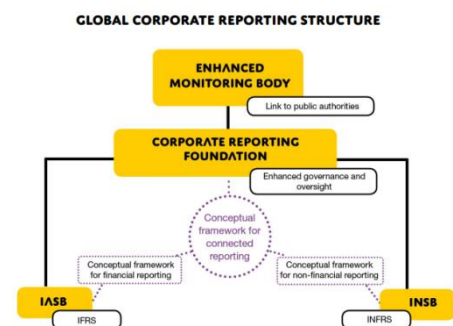 GLOBAL CORPORATE REPORTING STRUCTURE
ENHANCED
MONITORING BODY
Link to public authorities
CORPORATE REPORTING
FOUNDATION
Enhanced governance and
oversight
Conceptual
framework for
connected
reporting
Conceptual framework
for financial reporting
Conceptual framework
for non-financial reporting
IASB
IFRS
INSB
INFRS